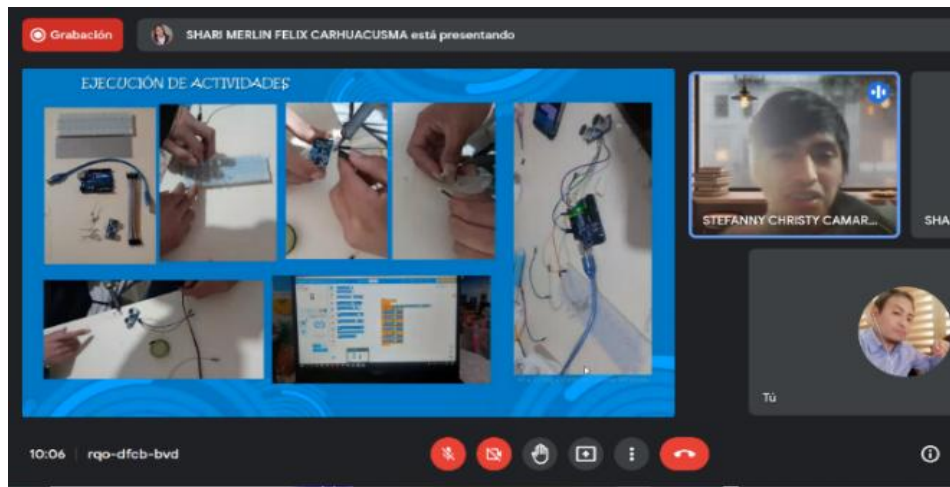 Grabación
SHARI MERLIN FELIX CARHUACUSMA está presentando
EJECUCIÓN DE ACTIVIDADES
STEFANNY CHRISTY CAMAR...
SHA
Tú
10:06 | rqo-dfcb-bvd